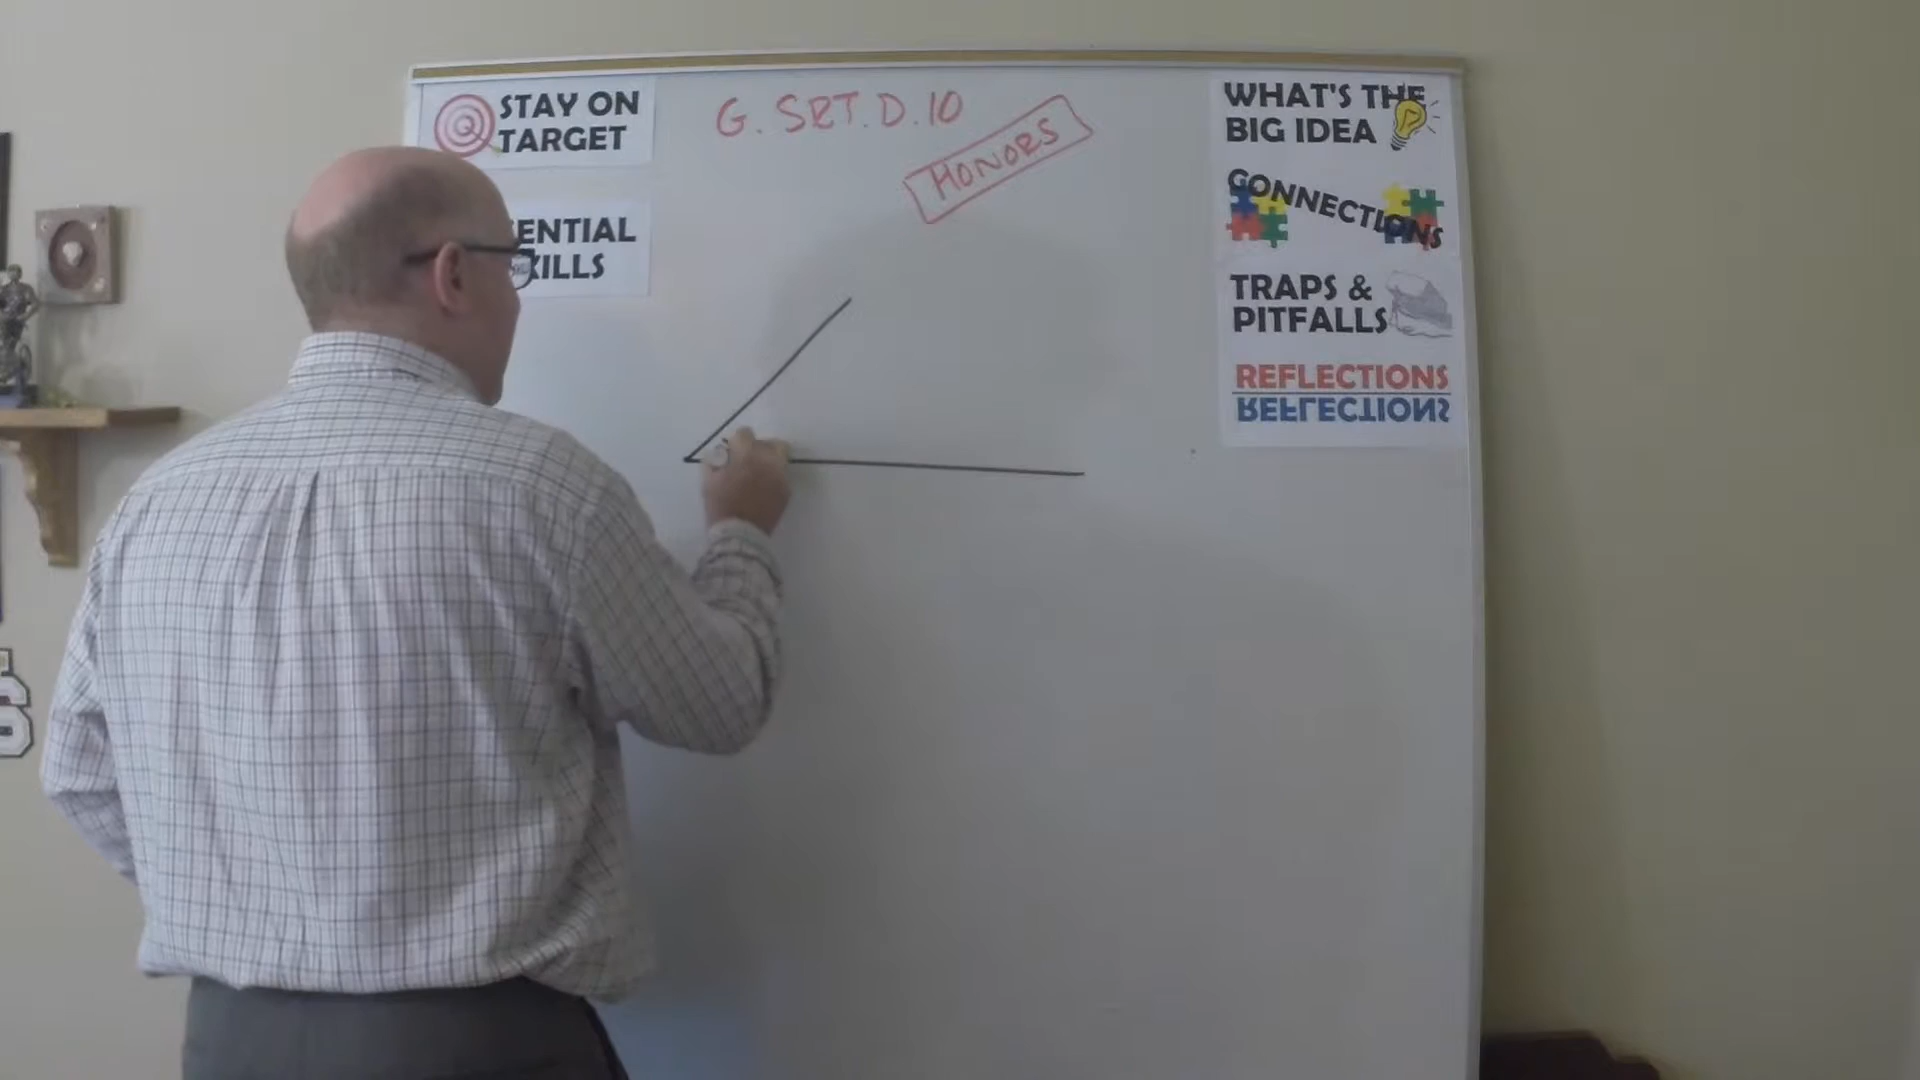 STAY ON
TARGET
G. SRT. D. 10
HONORS
ENTIAL
KILLS
WHAT'S THE
BIG IDEA
CONNECTIONS
TRAPS &
PITFALLS
REFLECTIONS
REFLECTIONS